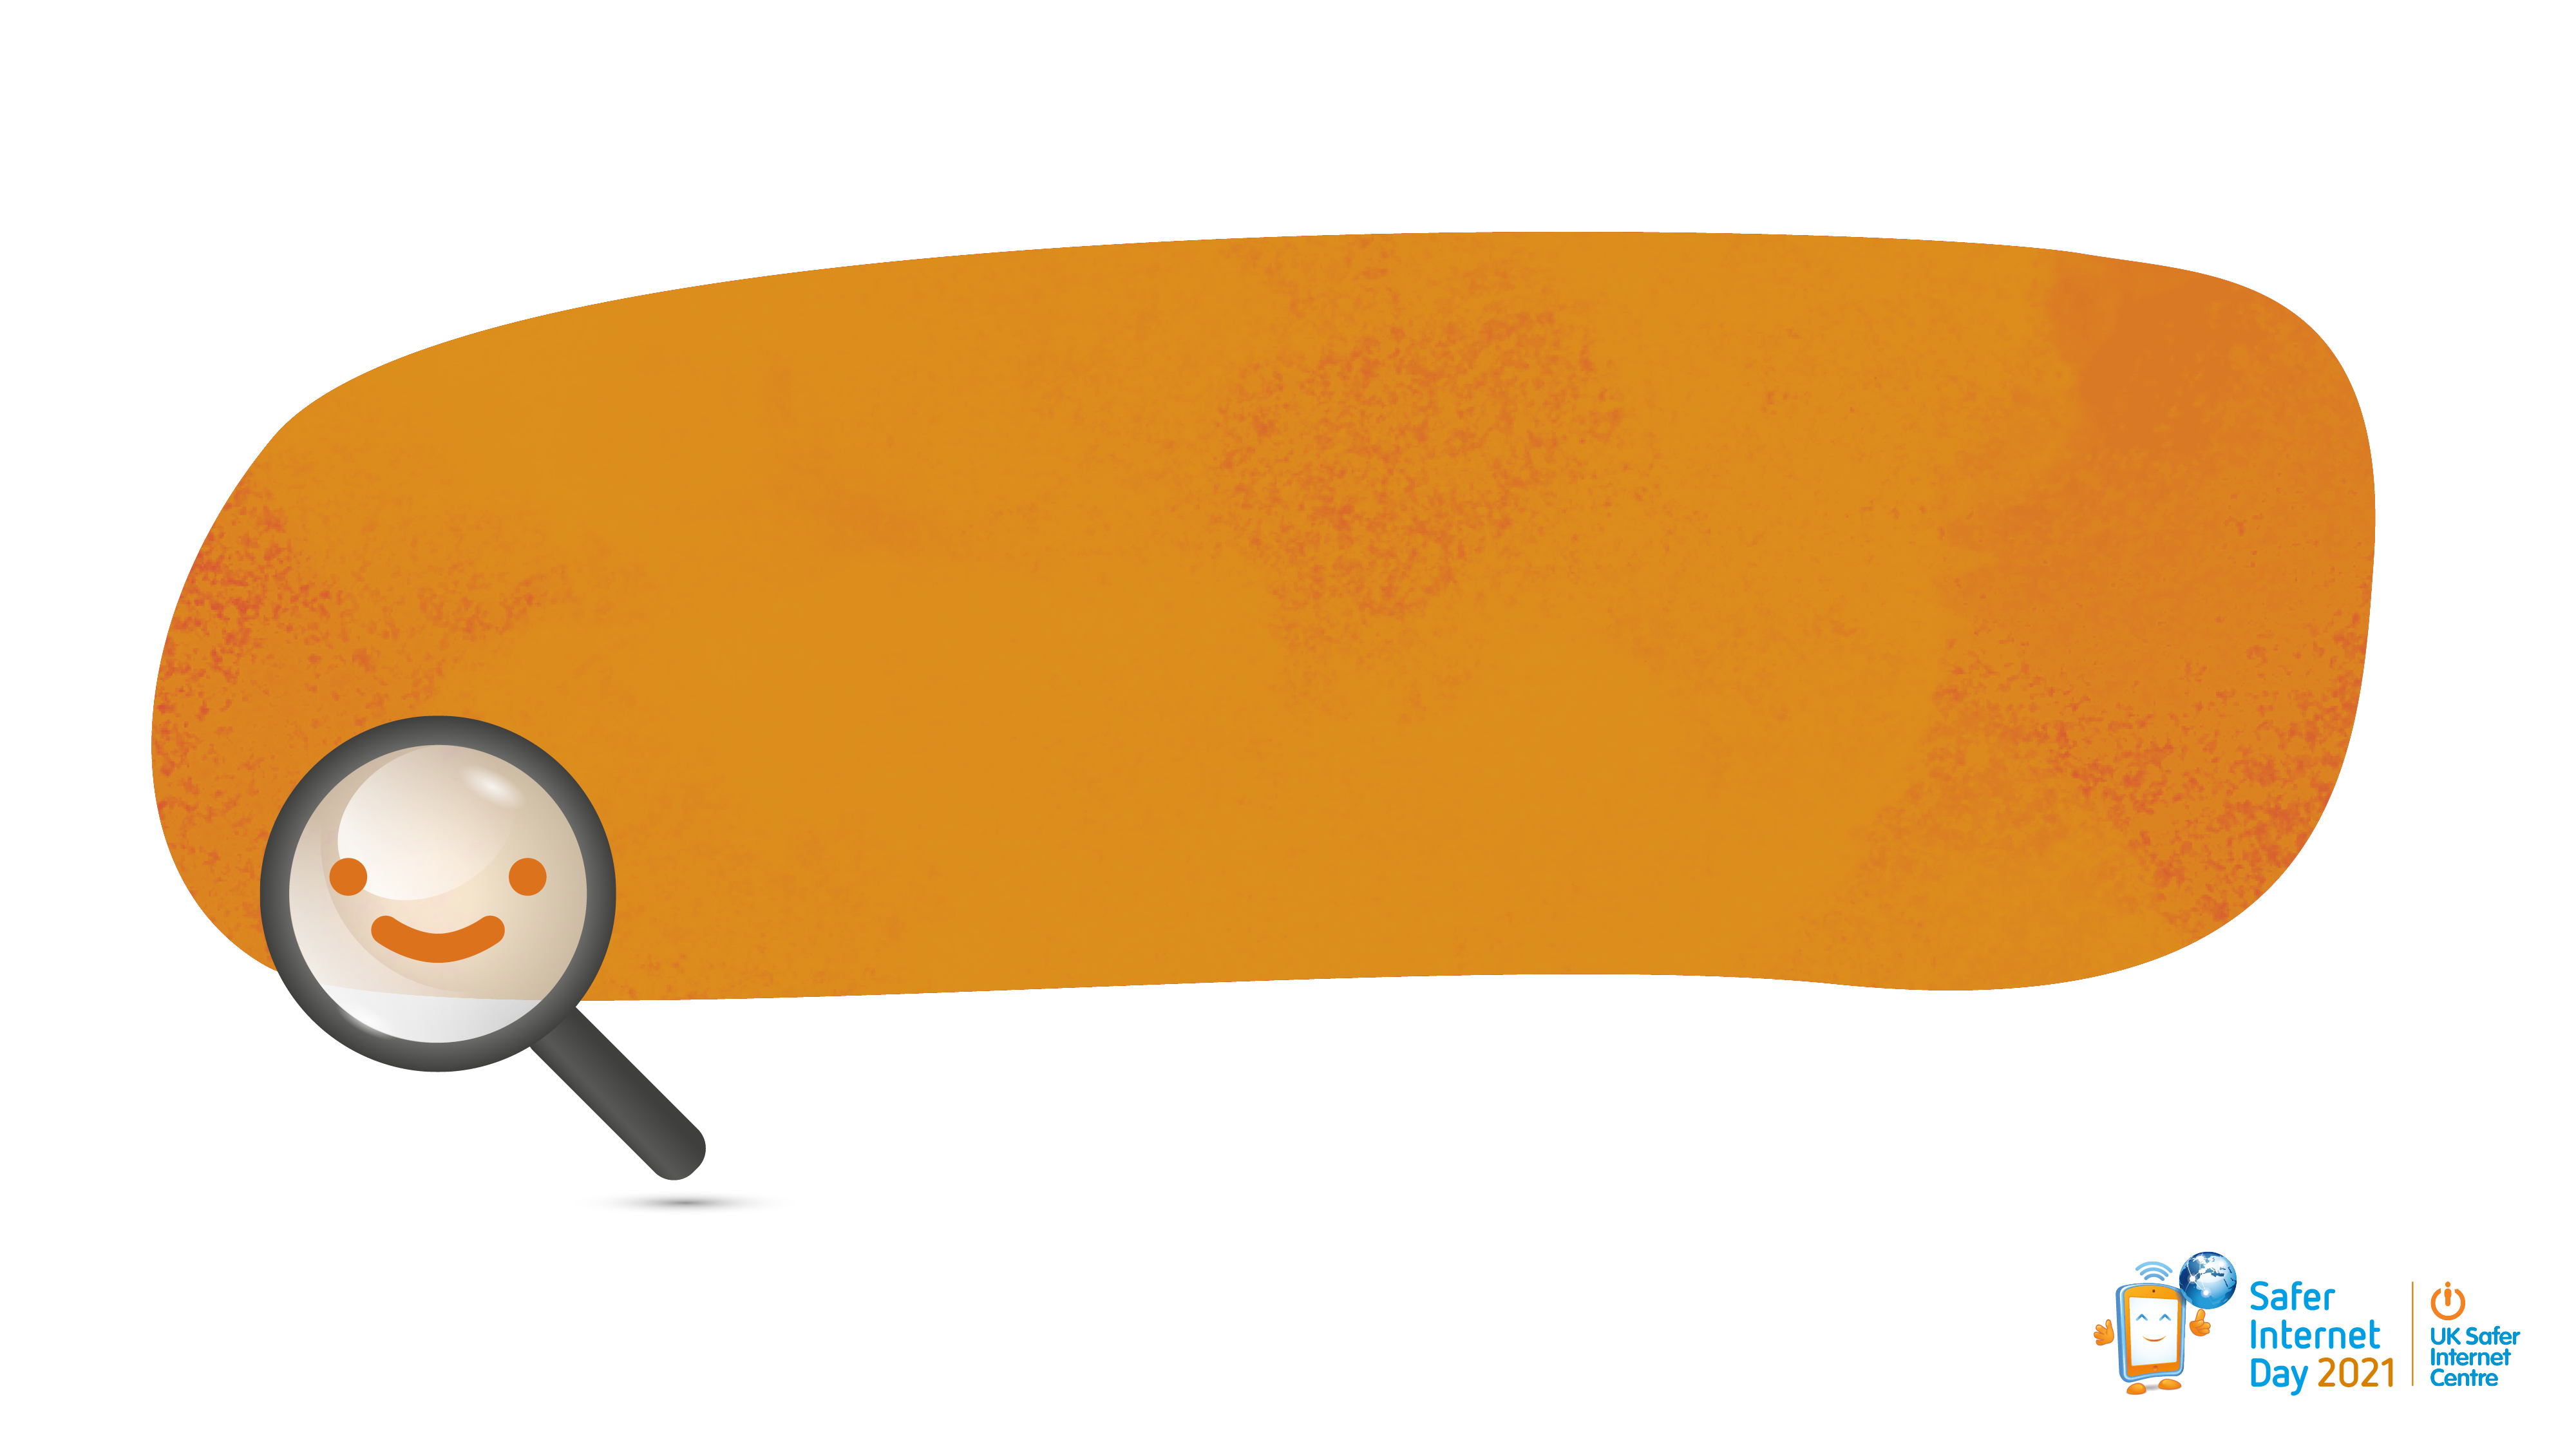 Safer
Internet
Day 2021
UK Safer
Internet
Centre